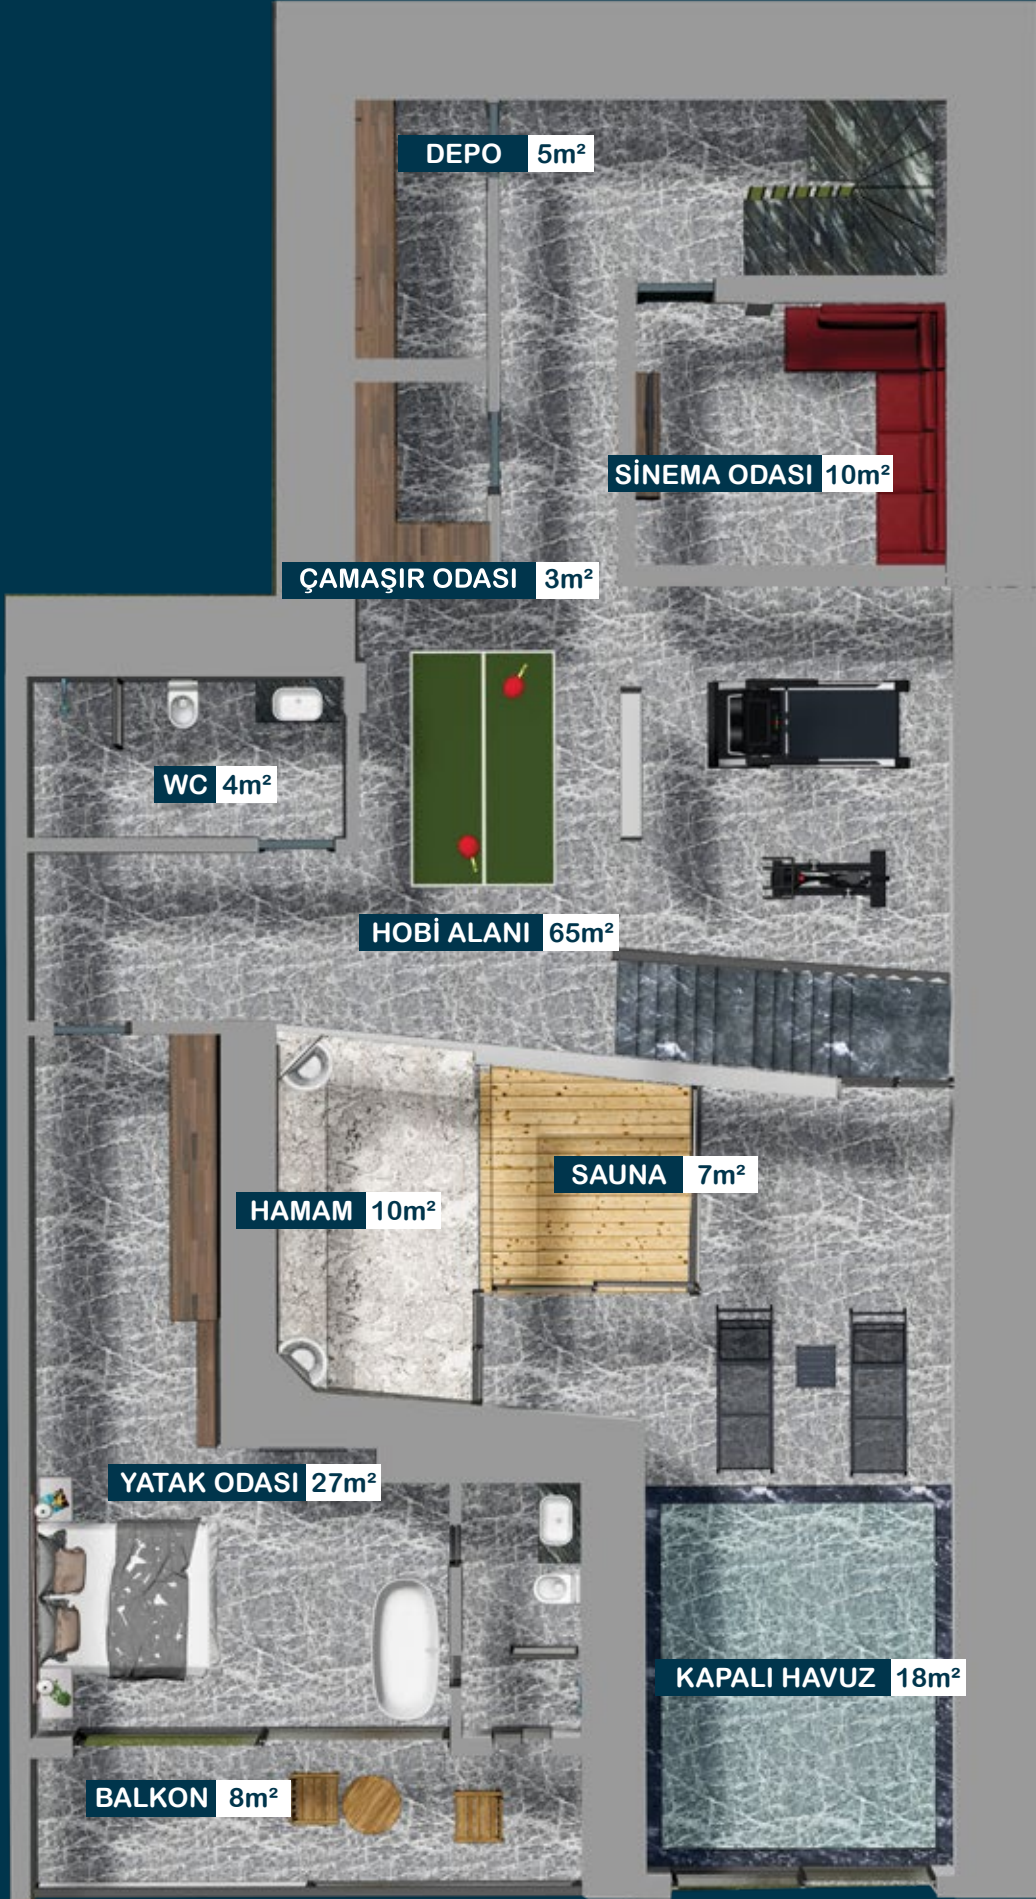 DEPO 5m²
SİNEMA ODASI 10m²
ÇAMAŞIR ODASI 3m²
WC 4m²
HOBİ ALANI 65m²
SAUNA 7m²
HAMAM 10m²
YATAK ODASI 27m²
KAPALI HAVUZ 18m²
BALKON 8m²